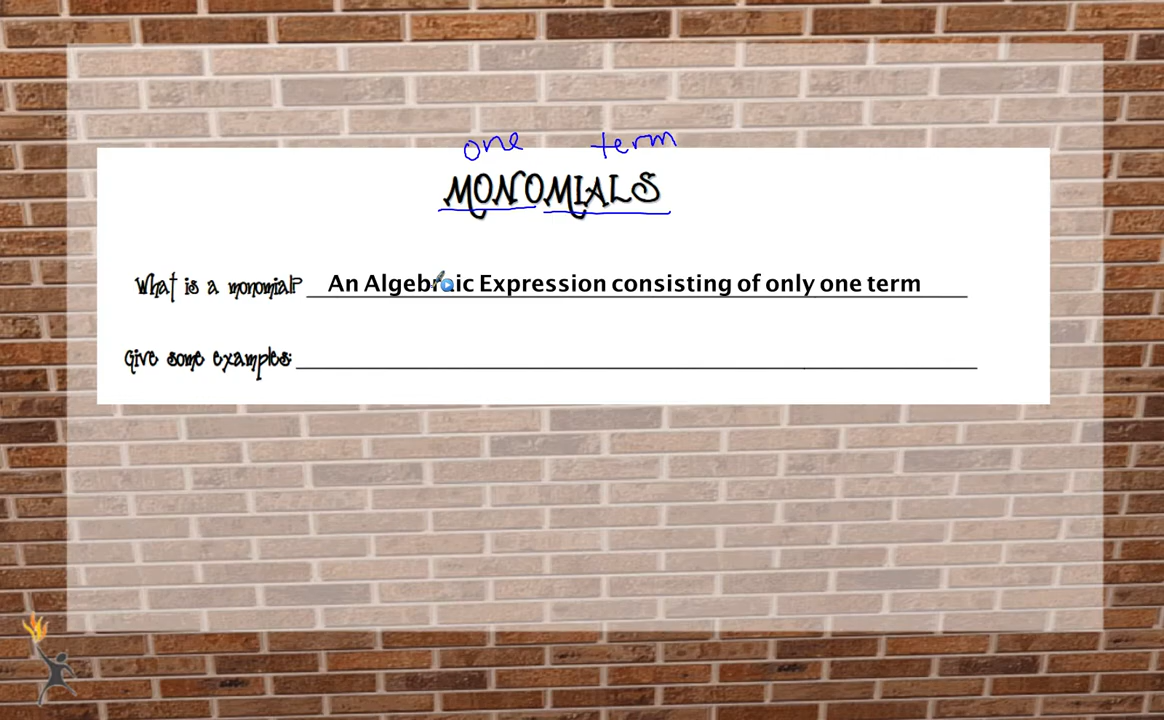 one term
MONOMIALS
What is a monomial? An Algebraic Expression consisting of only one term
Give some examples: